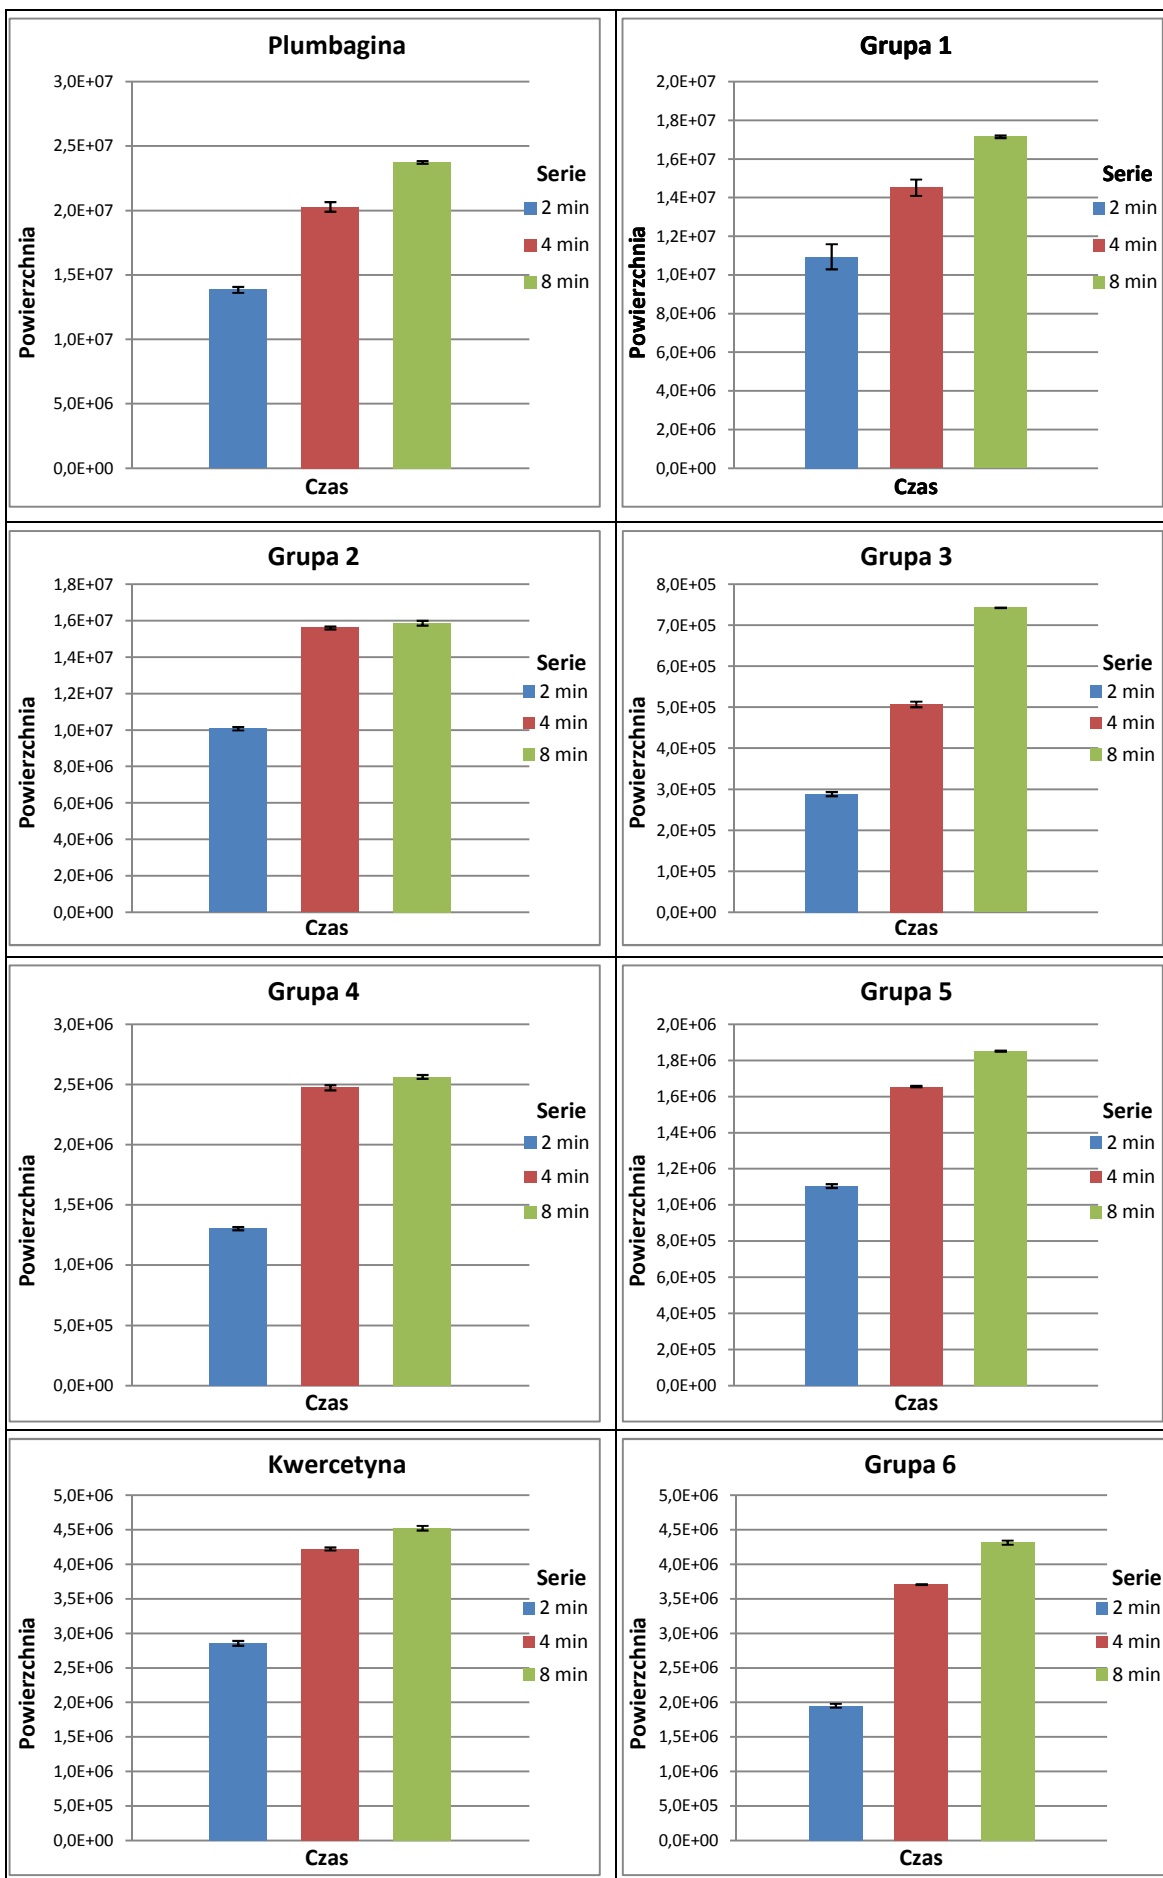 Plumbagina
3,0E+07
2,5E+07
2,0E+07
1,5E+07
1,0E+07
5,0E+06
0,0E+00
Powierzchnia
Czas
Serie
2 min
4 min
8 min
Grupa 1
2,0E+07
1,8E+07
1,6E+07
1,4E+07
1,2E+07
1,0E+07
8,0E+06
6,0E+06
4,0E+06
2,0E+06
0,0E+00
Powierzchnia
Czas
Serie
2 min
4 min
8 min
Grupa 2
1,8E+07
1,6E+07
1,4E+07
1,2E+07
1,0E+07
8,0E+06
6,0E+06
4,0E+06
2,0E+06
0,0E+00
Powierzchnia
Czas
Serie
2 min
4 min
8 min
Grupa 3
8,0E+05
7,0E+05
6,0E+05
5,0E+05
4,0E+05
3,0E+05
2,0E+05
1,0E+05
0,0E+00
Powierzchnia
Czas
Serie
2 min
4 min
8 min
Grupa 4
3,0E+06
2,5E+06
2,0E+06
1,5E+06
1,0E+06
5,0E+05
0,0E+00
Powierzchnia
Czas
Serie
2 min
4 min
8 min
Grupa 5
2,0E+06
1,8E+06
1,6E+06
1,4E+06
1,2E+06
1,0E+06
8,0E+05
6,0E+05
4,0E+05
2,0E+05
0,0E+00
Powierzchnia
Czas
Serie
2 min
4 min
8 min
Kwercetyna
5,0E+06
4,5E+06
4,0E+06
3,5E+06
3,0E+06
2,5E+06
2,0E+06
1,5E+06
1,0E+06
5,0E+05
0,0E+00
Powierzchnia
Czas
Serie
2 min
4 min
8 min
Grupa 6
5,0E+06
4,5E+06
4,0E+06
3,5E+06
3,0E+06
2,5E+06
2,0E+06
1,5E+06
1,0E+06
5,0E+05
0,0E+00
Powierzchnia
Czas
Serie
2 min
4 min
8 min